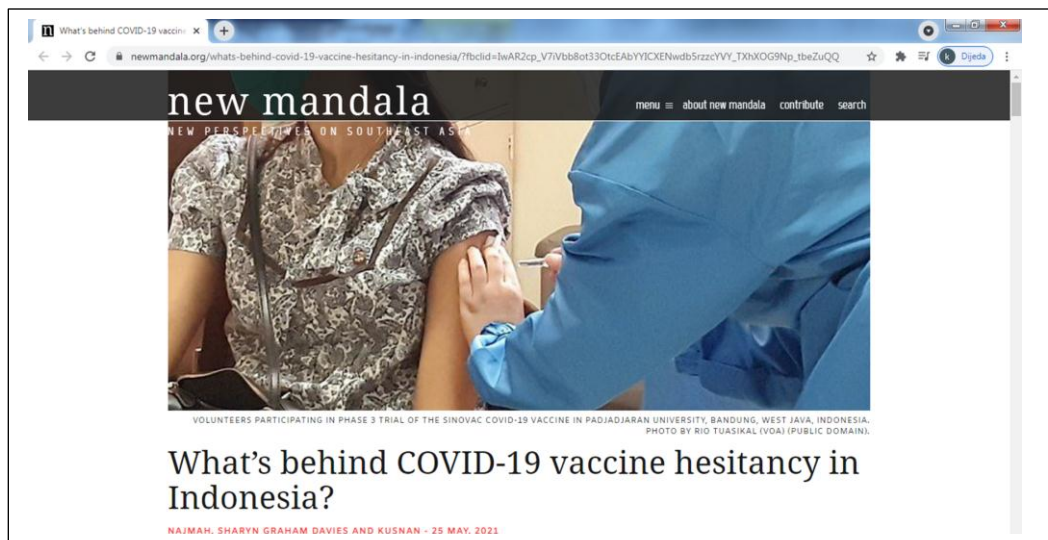 What's behind COVID-19 vaccin
newmandala.org/whats-behind-covid-19-vaccine-hesitancy-in-indonesia/?fbclid=IwAR2cp_V7iVbb8ot33OtcEAbYYICXENwdb5rzzcYVY_TXhXOG9Np_tbeZuQQ
k Dijeda
new mandala
menu about new mandala contribute search
NEW PERSPECTIVES ON SOUTHEAST ASIA
VOLUNTEERS PARTICIPATING IN PHASE 3 TRIAL OF THE SINOVAC COVID-19 VACCINE IN PADJADJARAN UNIVERSITY, BANDUNG, WEST JAVA, INDONESIA.
PHOTO BY RIO TUASIKAL (VOA) (PUBLIC DOMAIN).
What's behind COVID-19 vaccine hesitancy in
Indonesia?
NAJMAH, SHARYN GRAHAM DAVIES AND KUSNAN - 25 MAY, 2021